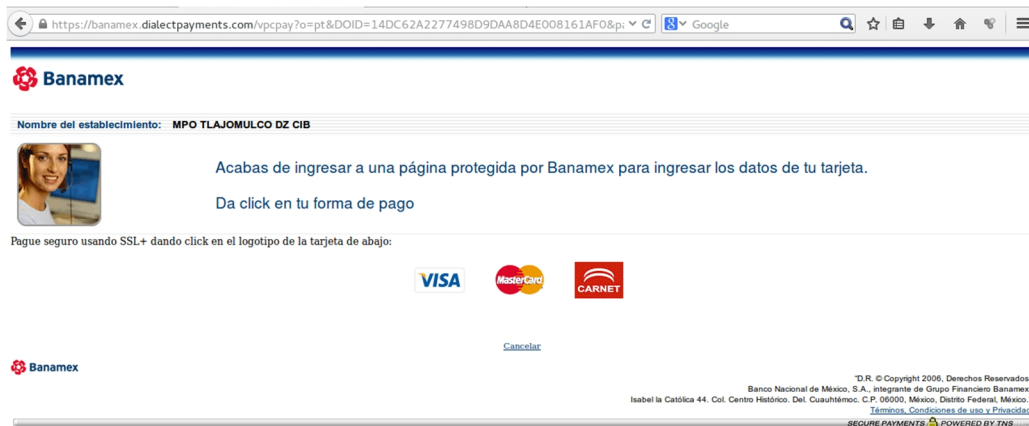 https://banamex.dialectpayments.com/vpcpay?o=pt&DOID=14DC62A2277498D9DAA8D4E008161AF0&p
Google
Banamex
Nombre del establecimiento: MPO TLAJOMULCO DZ CIB
Acabas de ingresar a una página protegida por Banamex para ingresar los datos de tu tarjeta.
Da click en tu forma de pago
Pague seguro usando SSL+ dando click en el logotipo de la tarjeta de abajo:
VISA MasterCard CARNET
Cancelar
Banamex
"D.R. © Copyright 2006, Derechos Reservados
Banco Nacional de México, S.A., integrante de Grupo Financiero Banamex
Isabel la Católica 44. Col. Centro Histórico. Del. Cuauhtémoc. C.P. 06000, México, Distrito Federal, México.
Términos, Condiciones de uso y Privacidad
SECURE PAYMENTS POWERED BY TNS